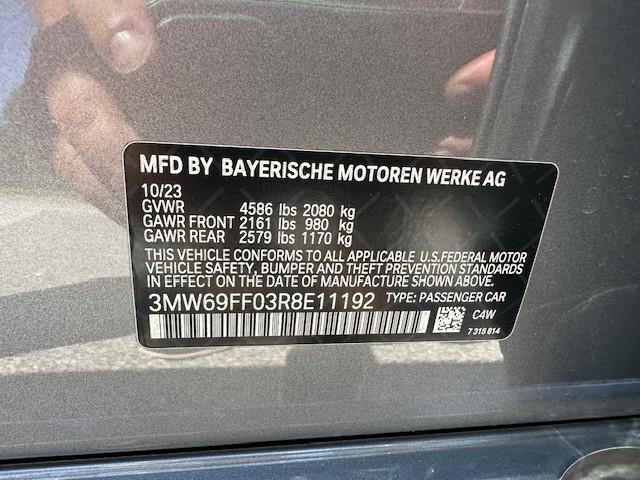 MFD BY BAYERISCHE MOTOREN WERKE AG
10/23
GVWR 4586 lbs 2080 kg
GAWR FRONT 2161 lbs 980 kg
GAWR REAR 2579 lbs 1170 kg
THIS VEHICLE CONFORMS TO ALL APPLICABLE U.S.FEDERAL MOTOR
VEHICLE SAFETY, BUMPER AND THEFT PREVENTION STANDARDS
IN EFFECT ON THE DATE OF MANUFACTURE SHOWN ABOVE.
3MW69FF03R8E11192 TYPE: PASSENGER CAR
C4W
7 315 814